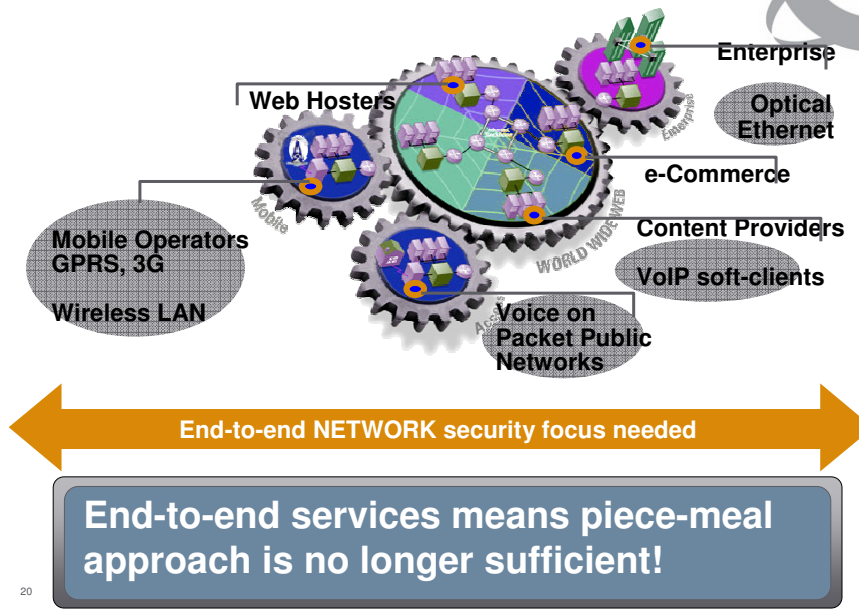 Enterprise
Web Hosters
Optical
Ethernet
Enterprise
e-Commerce
Mobile
WORLD WIDE WEB
Content Providers
Mobile Operators
GPRS, 3G
Wireless LAN
VoIP soft-clients
Voice on
Packet Public
Networks
End-to-end NETWORK security focus needed
End-to-end services means piece-meal
approach is no longer sufficient!
20